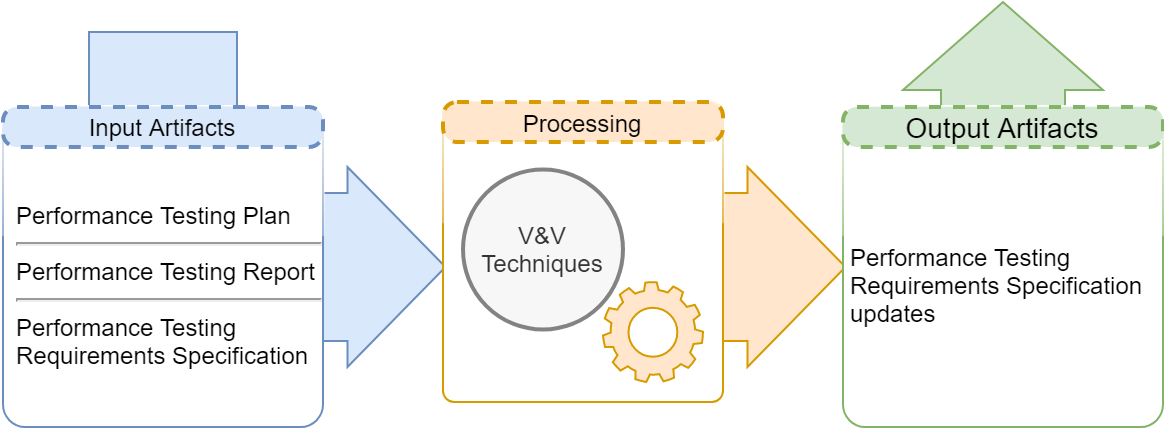 Input Artifacts
Performance Testing Plan
Performance Testing Report
Performance Testing
Requirements Specification
Processing
V&V
Techniques
Output Artifacts
Performance Testing
Requirements Specification
updates